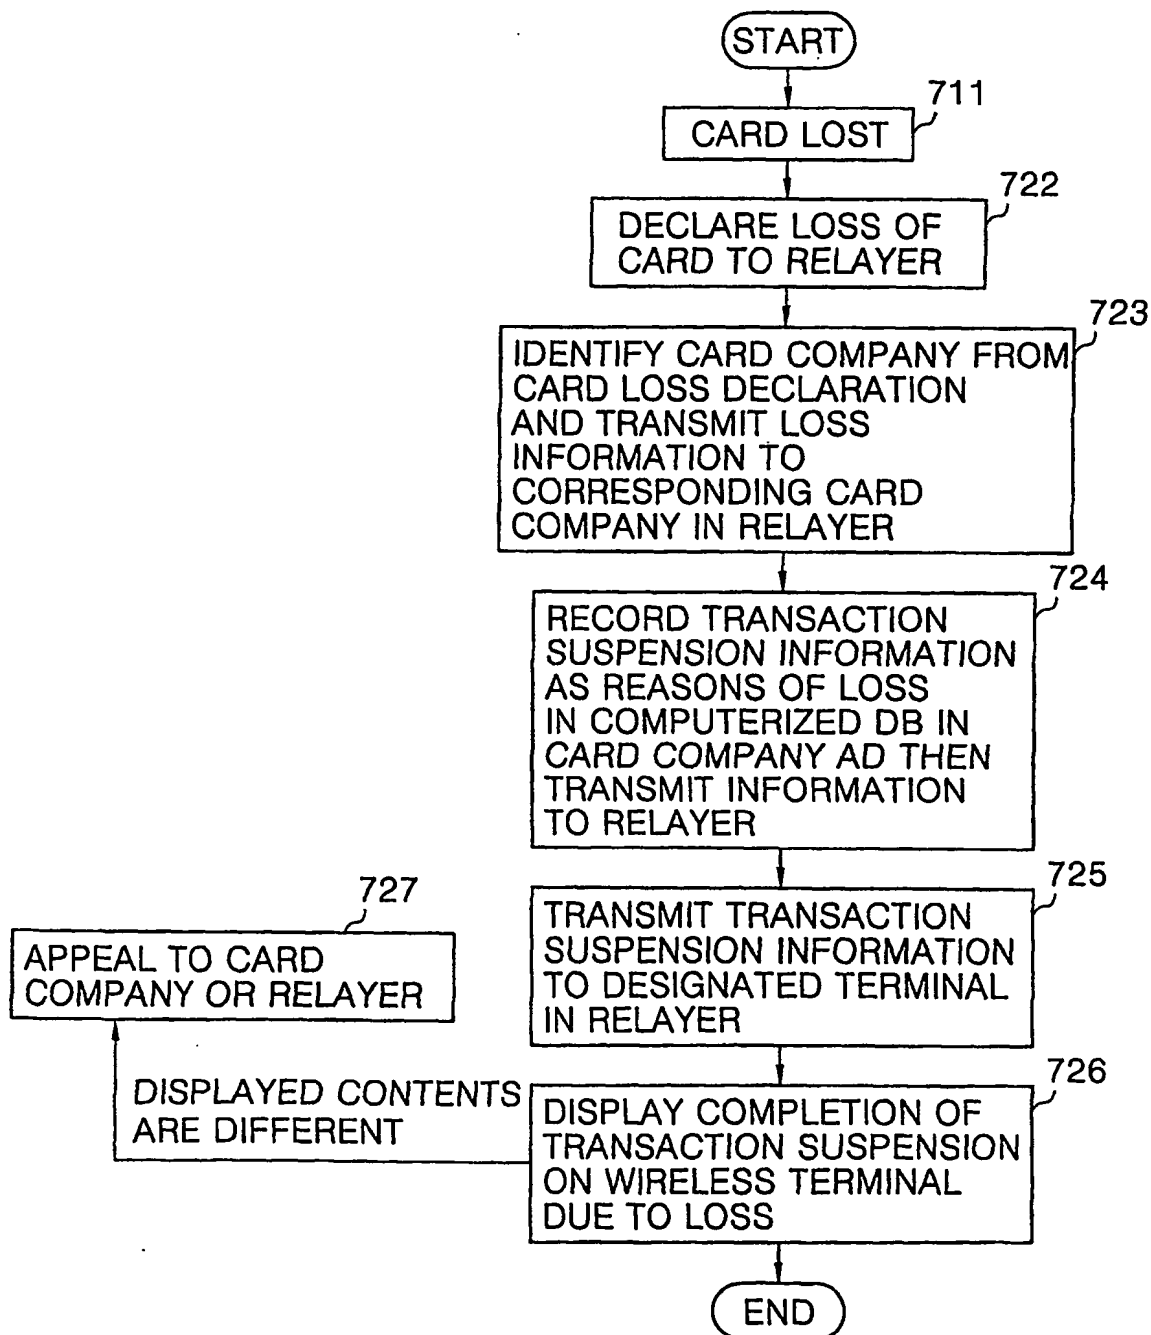 START
711
CARD LOST
722
DECLARE LOSS OF
CARD TO RELAYER
723
IDENTIFY CARD COMPANY FROM
CARD LOSS DECLARATION
AND TRANSMIT LOSS
INFORMATION TO
CORRESPONDING CARD
COMPANY IN RELAYER
724
RECORD TRANSACTION
SUSPENSION INFORMATION
AS REASONS OF LOSS
IN COMPUTERIZED DB IN
CARD COMPANY AD THEN
TRANSMIT INFORMATION
TO RELAYER
725
TRANSMIT TRANSACTION
SUSPENSION INFORMATION
TO DESIGNATED TERMINAL
IN RELAYER
727
APPEAL TO CARD
COMPANY OR RELAYER
DISPLAYED CONTENTS
ARE DIFFERENT
726
DISPLAY COMPLETION OF
TRANSACTION SUSPENSION
ON WIRELESS TERMINAL
DUE TO LOSS
END